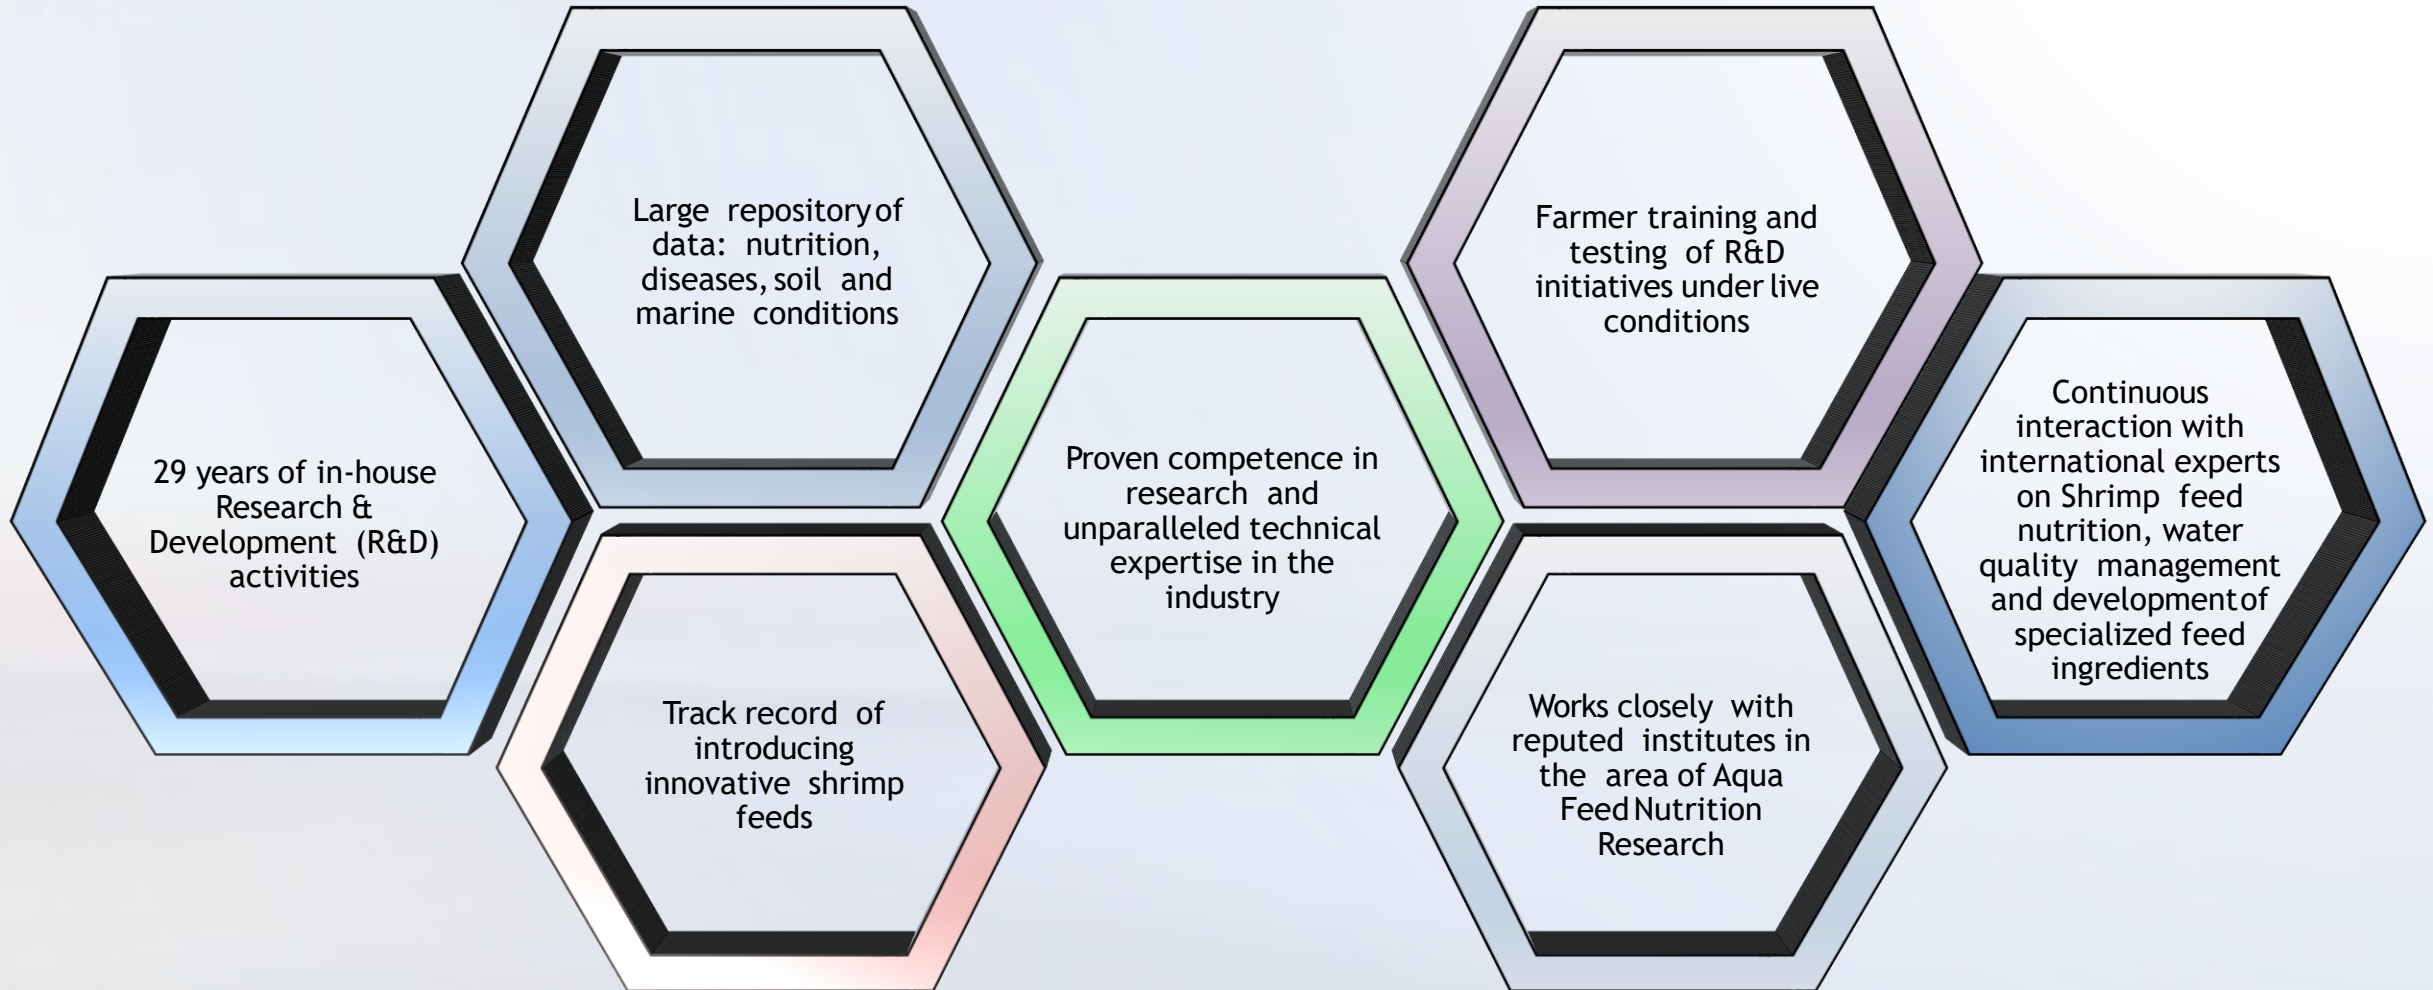 29 years of in-house
Research &
Development (R&D)
activities
Large repository of
data: nutrition,
diseases, soil and
marine conditions
Track record of
introducing
innovative shrimp
feeds
Proven competence in
research and
unparalleled technical
expertise in the
industry
Farmer training and
testing of R&D
initiatives under live
conditions
Works closely with
reputed institutes in
the area of Aqua
Feed Nutrition
Research
Continuous
interaction with
international experts
on Shrimp feed
nutrition, water
quality management
and development of
specialized feed
ingredients